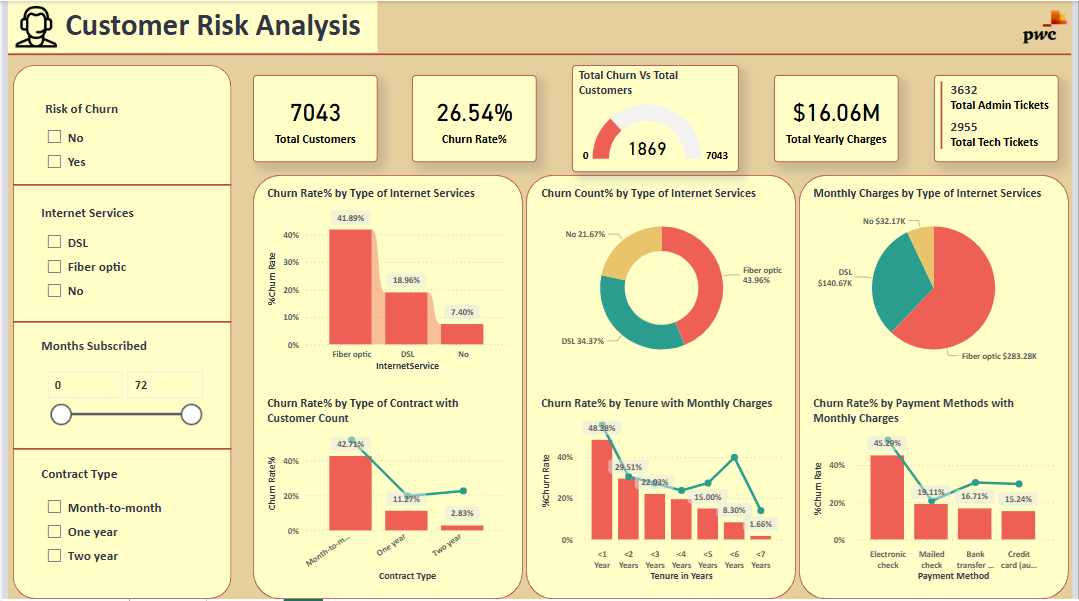 Customer Risk Analysis
pwc
Risk of Churn
No
Yes
Internet Services
DSL
Fiber optic
No
Months Subscribed
0
72
Contract Type
Month-to-month
One year
Two year
7043
Total Customers
26.54%
Churn Rate%
Total Churn Vs Total
Customers
0
1869
7043
$16.06M
Total Yearly Charges
3632
Total Admin Tickets
2955
Total Tech Tickets
Churn Rate% by Type of Internet Services
%Churn Rate
40%
30%
20%
10%
0%
41.89%
18.96%
7.40%
Fiber optic
DSL
No
InternetService
Churn Count% by Type of Internet Services
No 21.67%
Fiber optic
43.96%
DSL 34.37%
Monthly Charges by Type of Internet Services
No $32.17K
DSL
$140.67K
Fiber optic $283.28K
Churn Rate% by Type of Contract with
Customer Count
Churn Rate%
40%
20%
0%
42.71%
11.27%
2.83%
Month-to-m...
One year
Two year
Contract Type
Churn Rate% by Tenure with Monthly Charges
%Churn Rate
40%
20%
0%
48.28%
29.51%
22.03%
15.00%
8.30%
1.66%
<1
Year
<2
Years
<3
Years
<4
Years
<5
Years
<6
Years
<7
Years
Tenure in Years
Churn Rate% by Payment Methods with
Monthly Charges
%Churn Rate
40%
20%
0%
45.29%
19.11%
16.71%
15.24%
Electronic
check
Mailed
check
Bank
transfer ...
Credit
card (au...
Payment Method